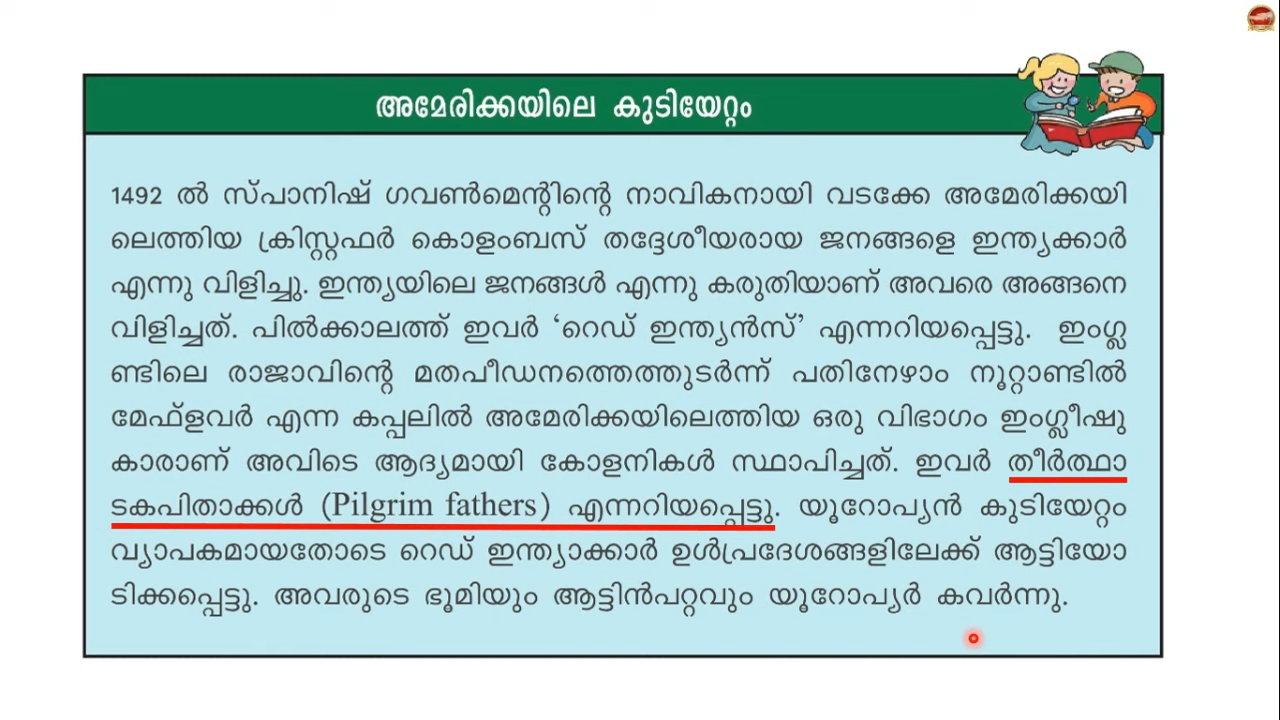 അമേരിക്കയിലെ കുടിയേറ്റം
1492 ൽ സ്പാനിഷ് ഗവൺമെന്റിന്റെ നാവികനായി വടക്കേ അമേരിക്കയി
ലെത്തിയ ക്രിസ്റ്റഫർ കൊളംബസ് തദ്ദേശീയരായ ജനങ്ങളെ ഇന്ത്യക്കാർ
എന്നു വിളിച്ചു. ഇന്ത്യയിലെ ജനങ്ങൾ എന്നു കരുതിയാണ് അവരെ അങ്ങനെ
വിളിച്ചത്. പിൽക്കാലത്ത് ഇവർ ‘റെഡ് ഇന്ത്യൻസ്’ എന്നറിയപ്പെട്ടു. ഇംഗ്ല
ണ്ടിലെ രാജാവിന്റെ മതപീഡനത്തെത്തുടർന്ന് പതിനേഴാം നൂറ്റാണ്ടിൽ
മേഫ്ളവർ എന്ന കപ്പലിൽ അമേരിക്കയിലെത്തിയ ഒരു വിഭാഗം ഇംഗ്ലീഷു
കാരാണ് അവിടെ ആദ്യമായി കോളനികൾ സ്ഥാപിച്ചത്. ഇവർ തീർത്ഥാ
ടകപിതാക്കൾ (Pilgrim fathers) എന്നറിയപ്പെട്ടു. യൂറോപ്യൻ കുടിയേറ്റം
വ്യാപകമായതോടെ റെഡ് ഇന്ത്യാക്കാർ ഉൾപ്രദേശങ്ങളിലേക്ക് ആട്ടിയോ
ടിക്കപ്പെട്ടു. അവരുടെ ഭൂമിയും ആട്ടിൻപറ്റവും യൂറോപ്യർ കവർന്നു.